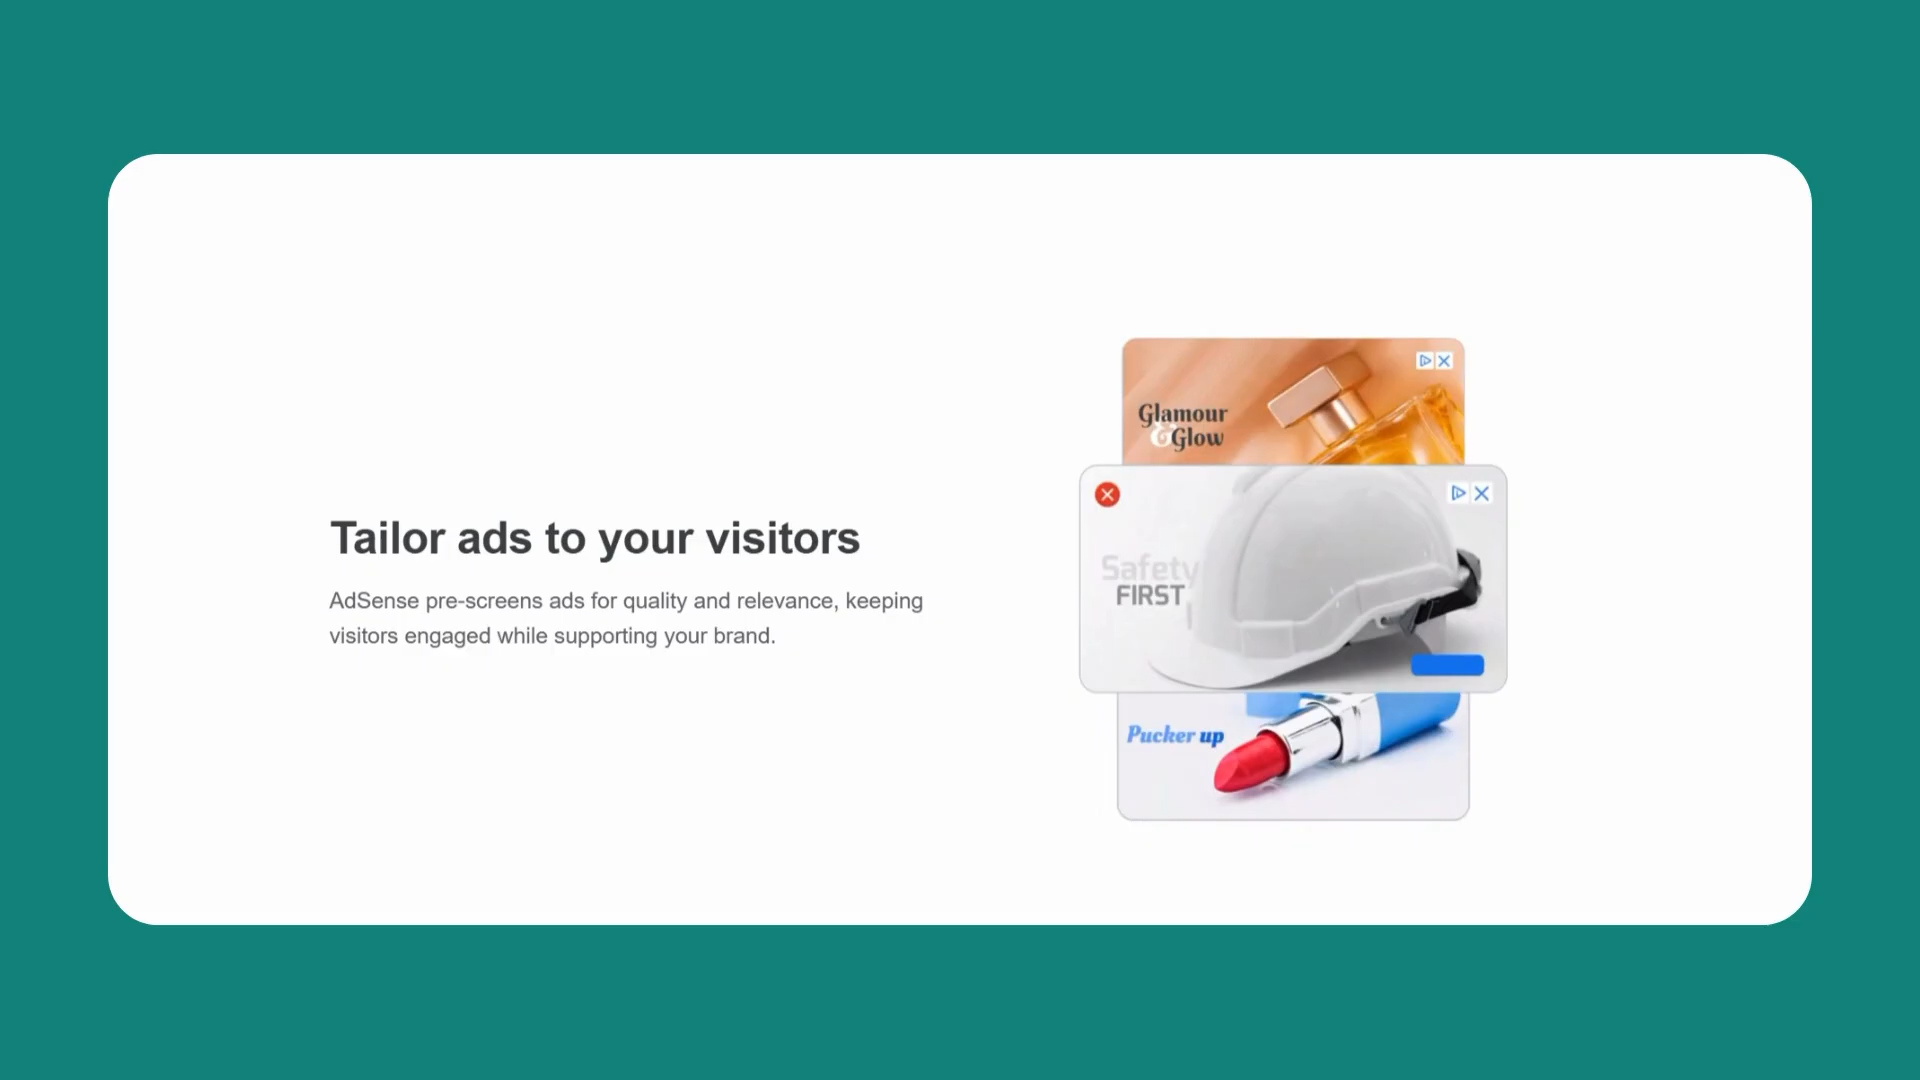 Tailor ads to your visitors
AdSense pre-screens ads for quality and relevance, keeping
visitors engaged while supporting your brand.
Glamour
& Glow
Safety
FIRST
Pucker up